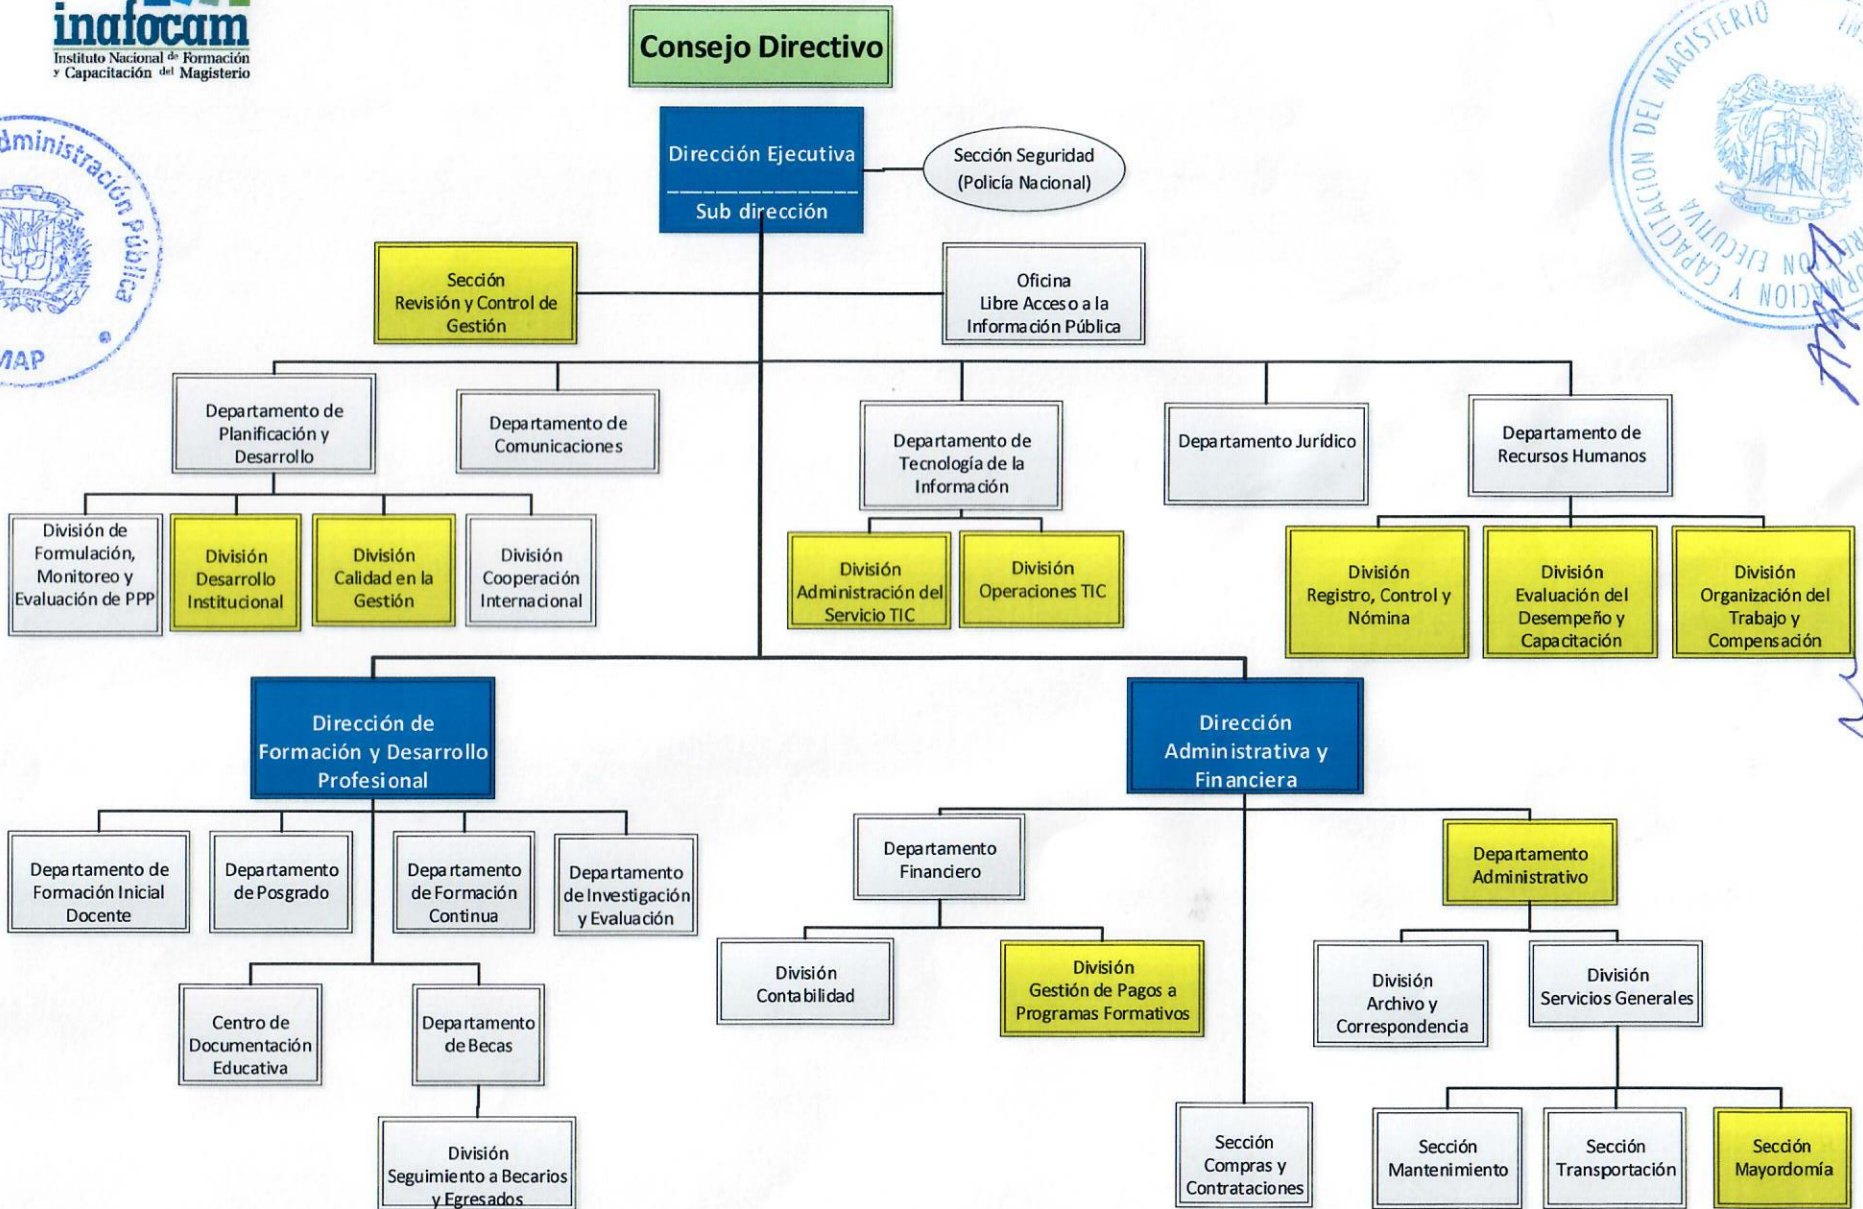 inafocam
Instituto Nacional de Formación
y Capacitación del Magisterio
Consejo Directivo
Dirección Ejecutiva
Sub dirección
Sección Seguridad
(Policía Nacional)
Administración Pública
MAP
MAGISTERIO
CAPACITACION DEL
Y
EJECUTIVA
Sección
Revisión y Control de
Gestión
Oficina
Libre Acceso a la
Información Pública
Departamento de
Planificación y
Desarrollo
Departamento de
Comunicaciones
Departamento de
Tecnología de la
Información
Departamento Jurídico
Departamento de
Recursos Humanos
División de
Formulación,
Monitoreo y
Evaluación de PPP
División
Desarrollo
Institucional
División
Calidad en la
Gestión
División
Cooperación
Internacional
División
Administración del
Servicio TIC
División
Operaciones TIC
División
Registro, Control y
Nómina
División
Evaluación del
Desempeño y
Capacitación
División
Organización del
Trabajo y
Compensación
Dirección de
Formación y Desarrollo
Profesional
Dirección
Administrativa y
Financiera
Departamento de
Formación Inicial
Docente
Departamento
de Posgrado
Departamento
de Formación
Continua
Departamento
de Investigación
y Evaluación
Departamento
Financiero
Departamento
Administrativo
Centro de
Documentación
Educativa
Departamento
de Becas
División
Contabilidad
División
Gestión de Pagos a
Programas Formativos
División
Archivo y
Correspondencia
División
Servicios Generales
División
Seguimiento a Becarios
y Egresados
Sección
Compras y
Contrataciones
Sección
Mantenimiento
Sección
Transportación
Sección
Mayordomía